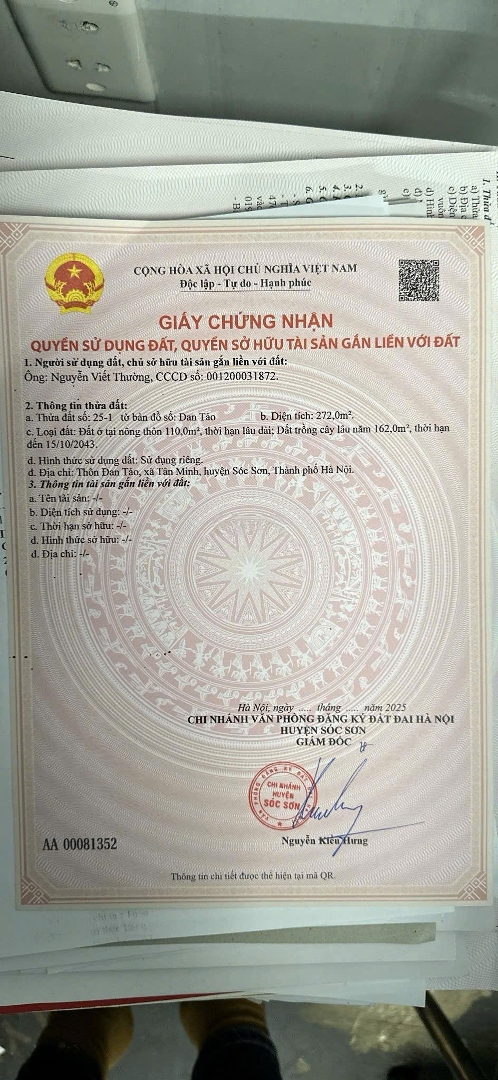 CỘNG HÒA XÃ HỘI CHỦ NGHĨA VIỆT NAM
Độc lập - Tự do - Hạnh phúc
GIẤY CHỨNG NHẬN
QUYỀN SỬ DỤNG ĐẤT, QUYỀN SỞ HỮU TÀI SẢN GẮN LIỀN VỚI ĐẤT
1. Người sử dụng đất, chủ sở hữu tài sản gắn liền với đất:
Ông: Nguyễn Viết Thường, CCCD số: 001200031872.
2. Thông tin thửa đất:
a. Thửa đất số: 25-1 tờ bản đồ số: Đan Tảo b. Diện tích: 272,0m².
c. Loại đất: Đất ở tại nông thôn 110,0m², thời hạn lâu dài; Đất trồng cây lâu năm 162,0m², thời hạn
đến 15/10/2043.
d. Hình thức sử dụng đất: Sử dụng riêng.
đ. Địa chỉ: Thôn Đan Tảo, xã Tân Minh, huyện Sóc Sơn, Thành phố Hà Nội.
3. Thông tin tài sản gắn liền với đất:
a. Tên tài sản: -/-
b. Diện tích sử dụng: -/-
c. Thời hạn sở hữu: -/-
d. Hình thức sở hữu: -/-
đ. Địa chỉ: -/-
Hà Nội, ngày ..... tháng ..... năm 2025
CHI NHÁNH VĂN PHÒNG ĐĂNG KÝ ĐẤT ĐAI HÀ NỘI
HUYỆN SÓC SƠN
GIÁM ĐỐC
CHI NHÁNH
HUYỆN
SÓC SƠN
Nguyễn Kiều Hưng
AA 00081352
Thông tin chi tiết được thể hiện tại mã QR.